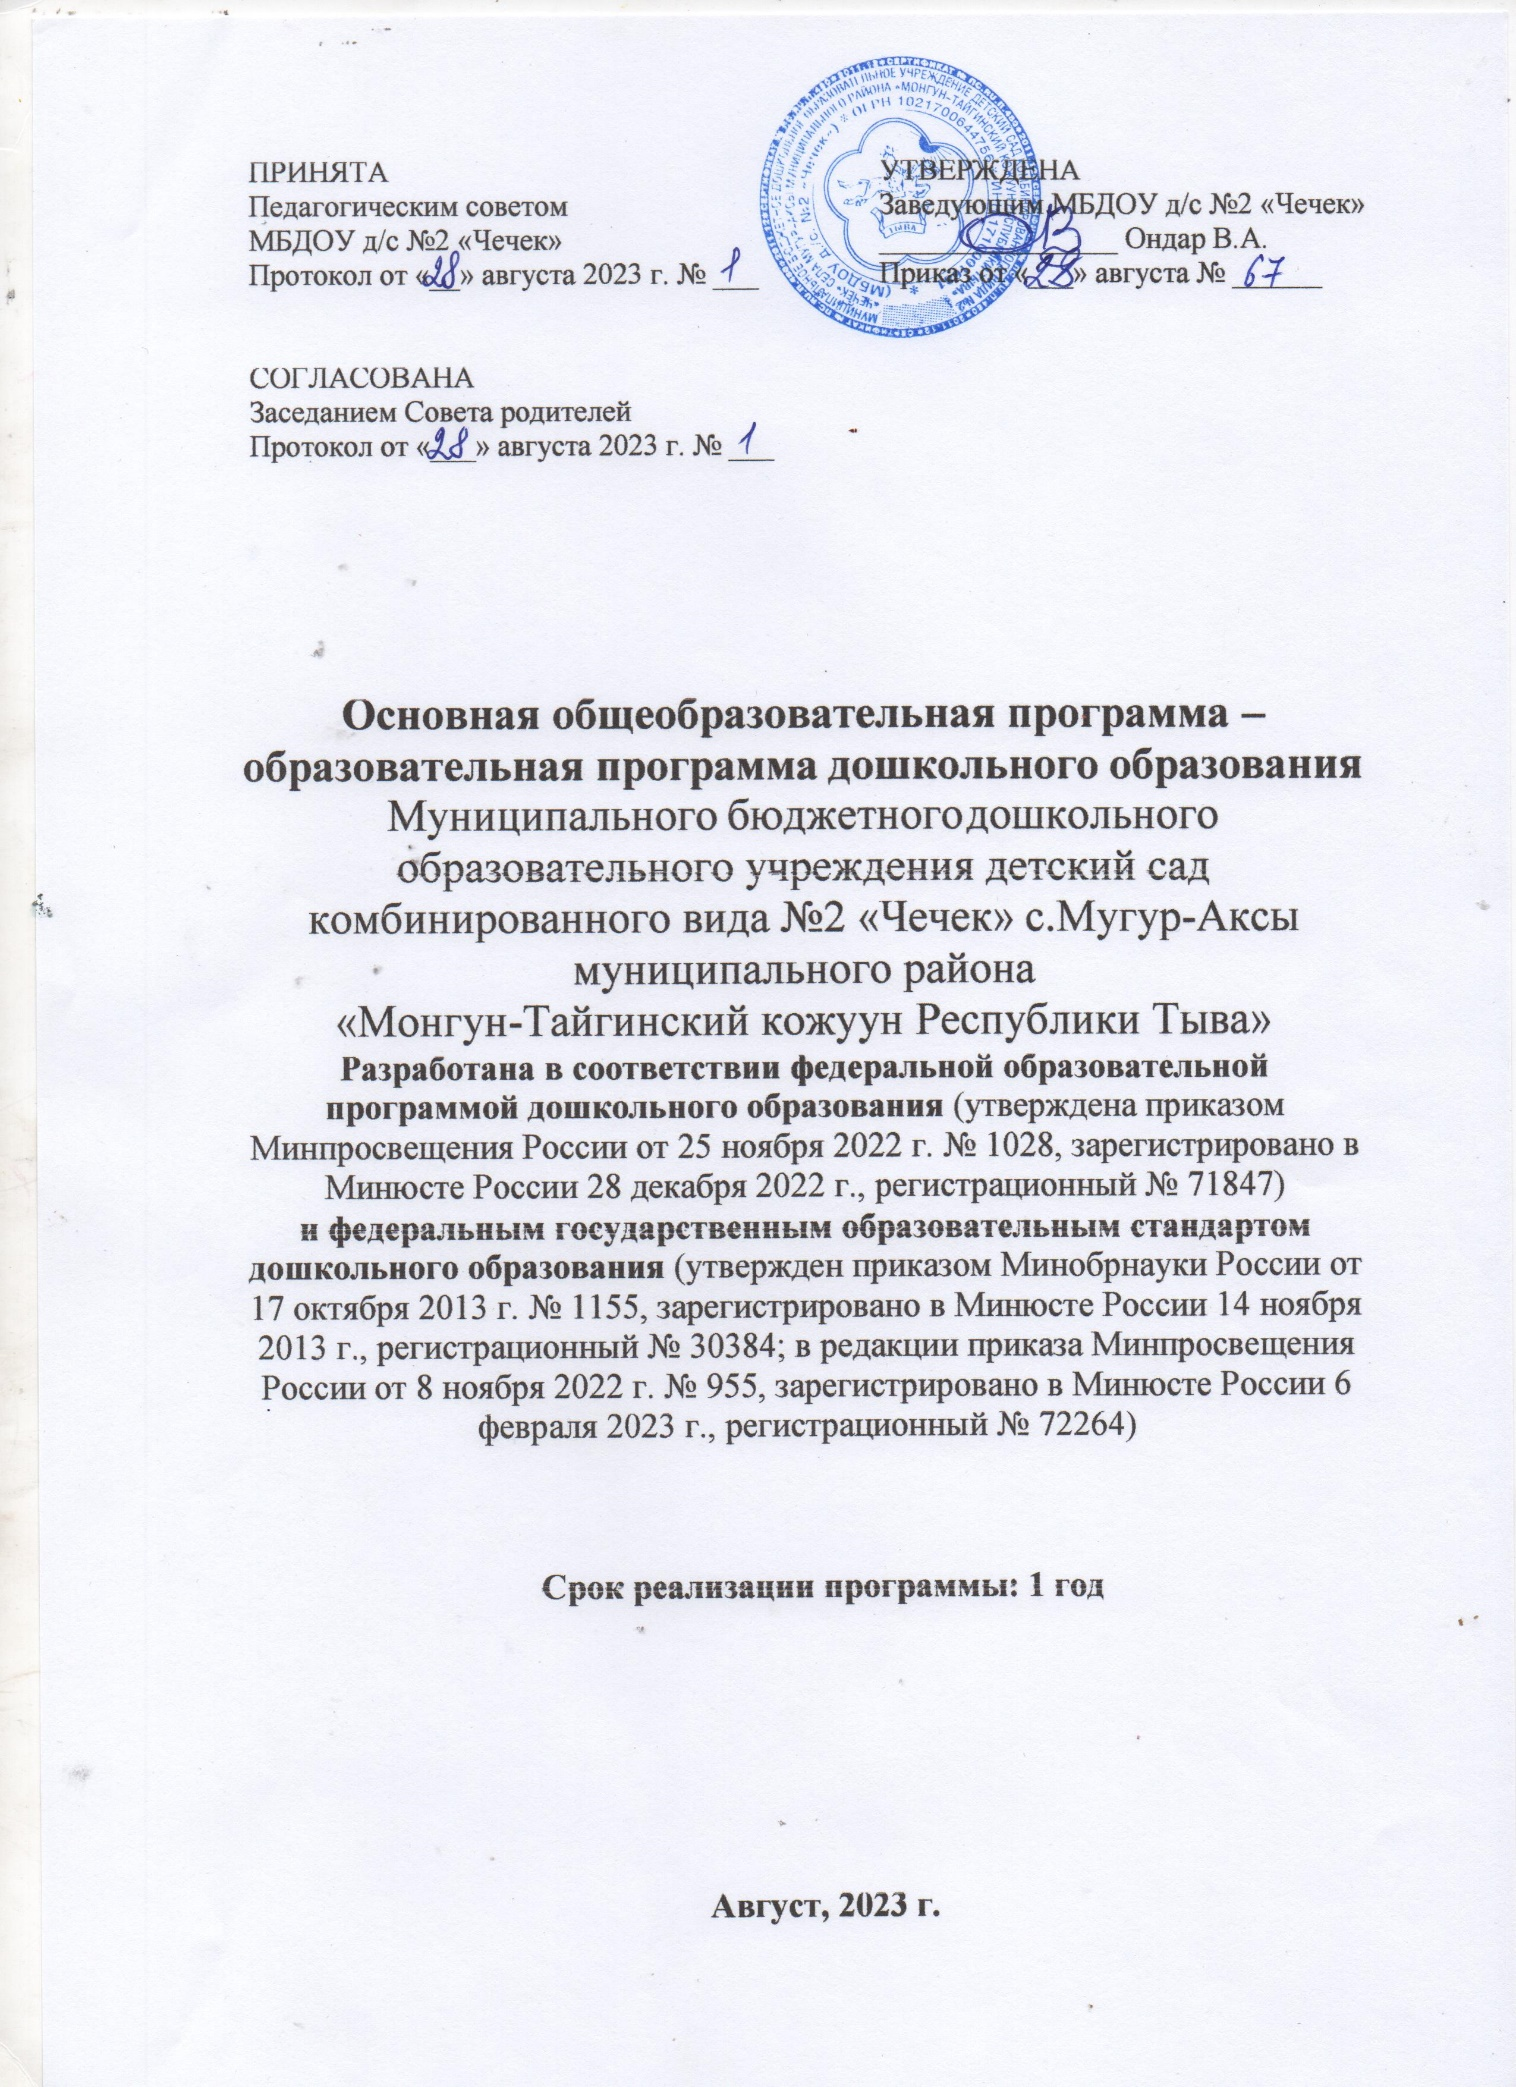 ПРИНЯТА
Педагогическим советом
МБДОУ д/с №2 «Чечек»
Протокол от «28» августа 2023 г. № 1
УТВЕРЖДЕНА
Заведующим МБДОУ д/с №2 «Чечек»
Ондар В.А.
Приказ от «28» августа № 67
СОГЛАСОВАНА
Заседанием Совета родителей
Протокол от «28» августа 2023 г. № 1
Основная общеобразовательная программа –
образовательная программа дошкольного образования
Муниципального бюджетного дошкольного
образовательного учреждения детский сад
комбинированного вида №2 «Чечек» с.Мугур-Аксы
муниципального района
«Монгун-Тайгинский кожуун Республики Тыва»
Разработана в соответствии федеральной образовательной
программой дошкольного образования (утверждена приказом
Минпросвещения России от 25 ноября 2022 г. № 1028, зарегистрировано в
Минюсте России 28 декабря 2022 г., регистрационный № 71847)
и федеральным государственным образовательным стандартом
дошкольного образования (утвержден приказом Минобрнауки России от
17 октября 2013 г. № 1155, зарегистрировано в Минюсте России 14 ноября
2013 г., регистрационный № 30384; в редакции приказа Минпросвещения
России от 8 ноября 2022 г. № 955, зарегистрировано в Минюсте России 6
февраля 2023 г., регистрационный № 72264)
Срок реализации программы: 1 год
Август, 2023 г.